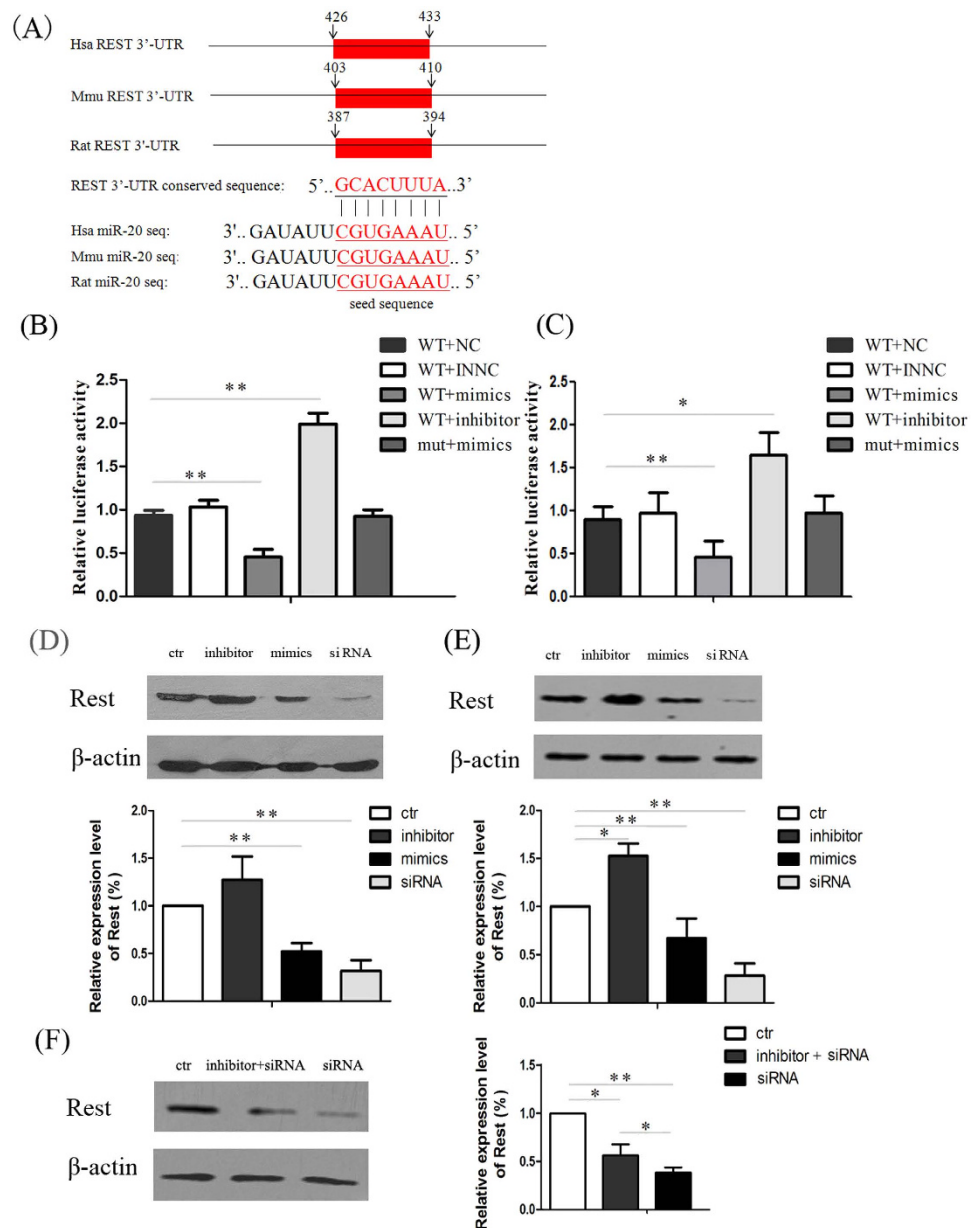 (A)
426 433
Hsa REST 3'-UTR
403 410
Mmu REST 3'-UTR
387 394
Rat REST 3'-UTR
REST 3'-UTR conserved sequence: 5'..GCACUUUA..3'
Hsa miR-20 seq: 3'.. GAUAUUCGUGAAAU.. 5'
Mmu miR-20 seq: 3'.. GAUAUUCGUGAAAU.. 5'
Rat miR-20 seq: 3'.. GAUAUUCGUGAAAU.. 5'
seed sequence
(B)
Relative luciferase activity
2.5
2.0
1.5
1.0
0.5
0.0
**
**
WT+NC
WT+INNC
WT+mimics
WT+inhibitor
mut+mimics
(C)
Relative luciferase activity
2.5
2.0
1.5
1.0
0.5
0.0
*
**
WT+NC
WT+INNC
WT+mimics
WT+inhibitor
mut+mimics
(D)
ctr inhibitor mimics siRNA
Rest
β-actin
Relative expression level
of Rest (%)
2.0
1.5
1.0
0.5
0.0
**
**
ctr
inhibitor
mimics
siRNA
(E)
ctr inhibitor mimics siRNA
Rest
β-actin
Relative expression level
of Rest (%)
2.0
1.5
1.0
0.5
0.0
**
**
*
ctr
inhibitor
mimics
siRNA
(F)
ctr inhibitor+siRNA siRNA
Rest
β-actin
Relative expression level
of Rest (%)
2.0
1.5
1.0
0.5
0.0
**
*
*
ctr
inhibitor + siRNA
siRNA